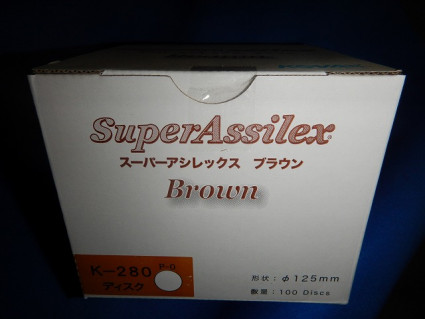 SuperAssilex®
スーパーアシレックス ブラウン
Brown
K-280 P-0
ディスク
形状：φ125mm
数量：100 Discs